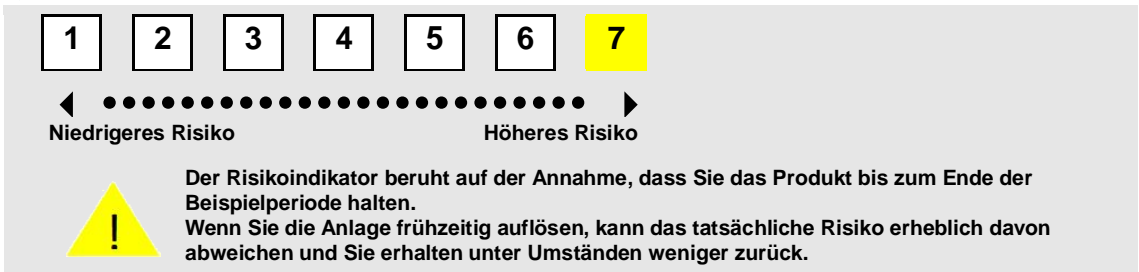 1 2 3 4 5 6 7
Niedrigeres Risiko Höheres Risiko
Der Risikoindikator beruht auf der Annahme, dass Sie das Produkt bis zum Ende der
Beispielperiode halten.
Wenn Sie die Anlage frühzeitig auflösen, kann das tatsächliche Risiko erheblich davon
abweichen und Sie erhalten unter Umständen weniger zurück.
!